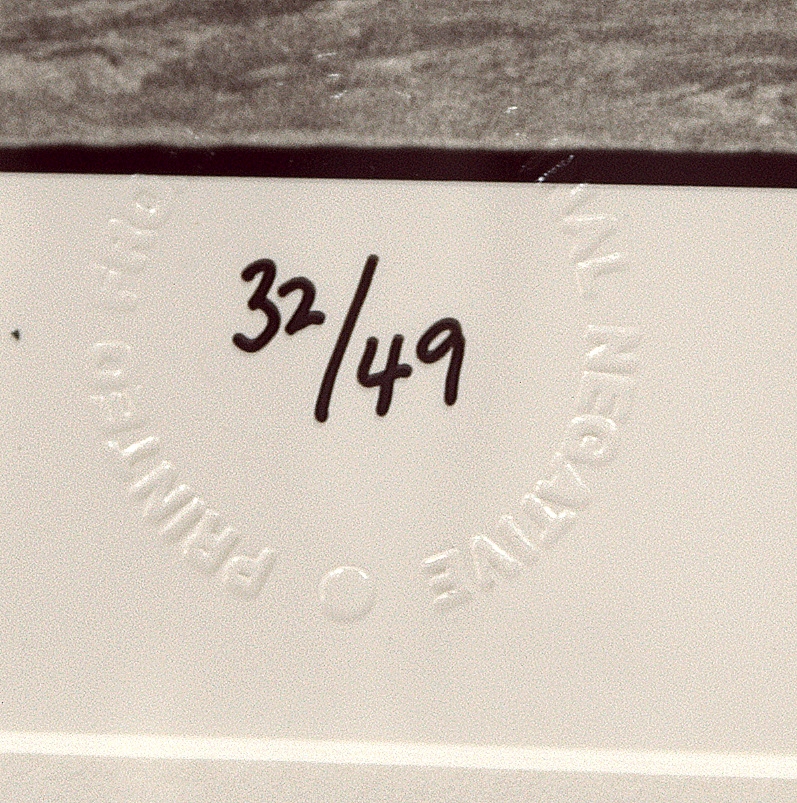 32/49
PRINTED
NEGATIVE